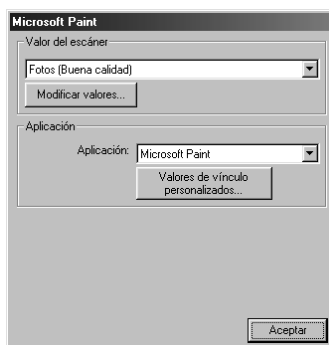 Microsoft Paint
Valor del escáner
Fotos (Buena calidad)
Modificar valores...
Aplicación
Aplicación: Microsoft Paint
Valores de vínculo
personalizados...
Aceptar